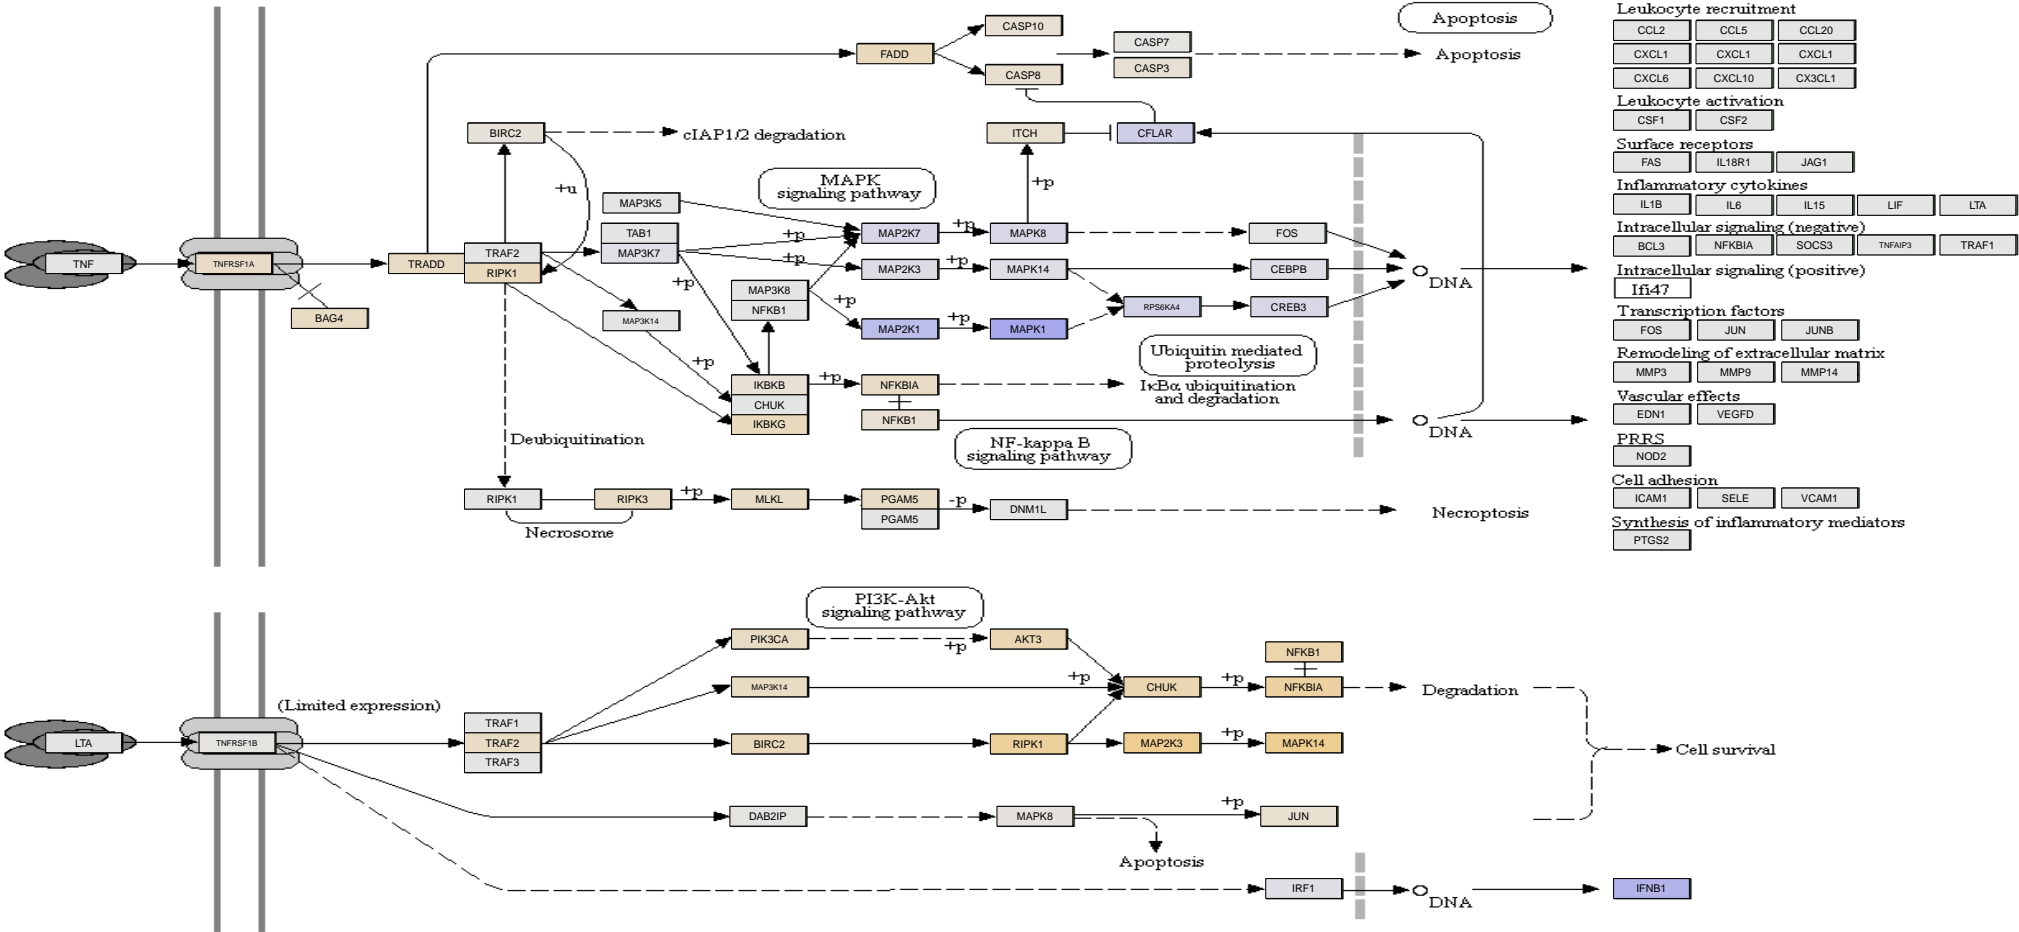 Apoptosis
CASP10
FADD
CASP8
CASP7
CASP3
Apoptosis
BIRC2
cIAP1/2 degradation
ITCH
CFLAR
+u
MAPK
signaling pathway
+p
MAP3K5
TAB1
MAP3K7
+p
+p
+p
MAP2K7
+p
MAPK8
FOS
TNF
TNFRSF1A
TRADD
TRAF2
RIPK1
MAP2K3
+p
MAPK14
CEBPB
DNA
BAG4
MAP3K14
MAP3K8
NFKB1
+p
MAP2K1
+p
MAPK1
RPS6KA4
CREB3
+p
Ubiquitin mediated
proteolysis
IKBKB
CHUK
IKBKG
+p
NFKBIA
IκBα ubiquitination
and degradation
NFKB1
DNA
Deubiquitination
NF-kappa B
signaling pathway
RIPK1
RIPK3
+p
MLKL
PGAM5
PGAM5
-p
DNM1L
Necroptosis
Necrosome
Leukocyte recruitment
CCL2 CCL5 CCL20
CXCL1 CXCL1 CXCL1
CXCL6 CXCL10 CX3CL1
Leukocyte activation
CSF1 CSF2
Surface receptors
FAS IL18R1 JAG1
Inflammatory cytokines
IL1B IL6 IL15 LIF LTA
Intracellular signaling (negative)
BCL3 NFKBIA SOCS3 TNFAIP3 TRAF1
Intracellular signaling (positive)
Ifi47
Transcription factors
FOS JUN JUNB
Remodeling of extracellular matrix
MMP3 MMP9 MMP14
Vascular effects
EDN1 VEGFD
PRRS
NOD2
Cell adhesion
ICAM1 SELE VCAM1
Synthesis of inflammatory mediators
PTGS2
PI3K-Akt
signaling pathway
PIK3CA
+p
AKT3
NFKB1
MAP3K14
+p
CHUK
+p
NFKBIA
Degradation
(Limited expression)
LTA
TNFRSF1B
TRAF1
TRAF2
TRAF3
BIRC2
RIPK1
MAP2K3
+p
MAPK14
Cell survival
DAB2IP
MAPK8
+p
JUN
Apoptosis
IRF1
DNA
IFNB1